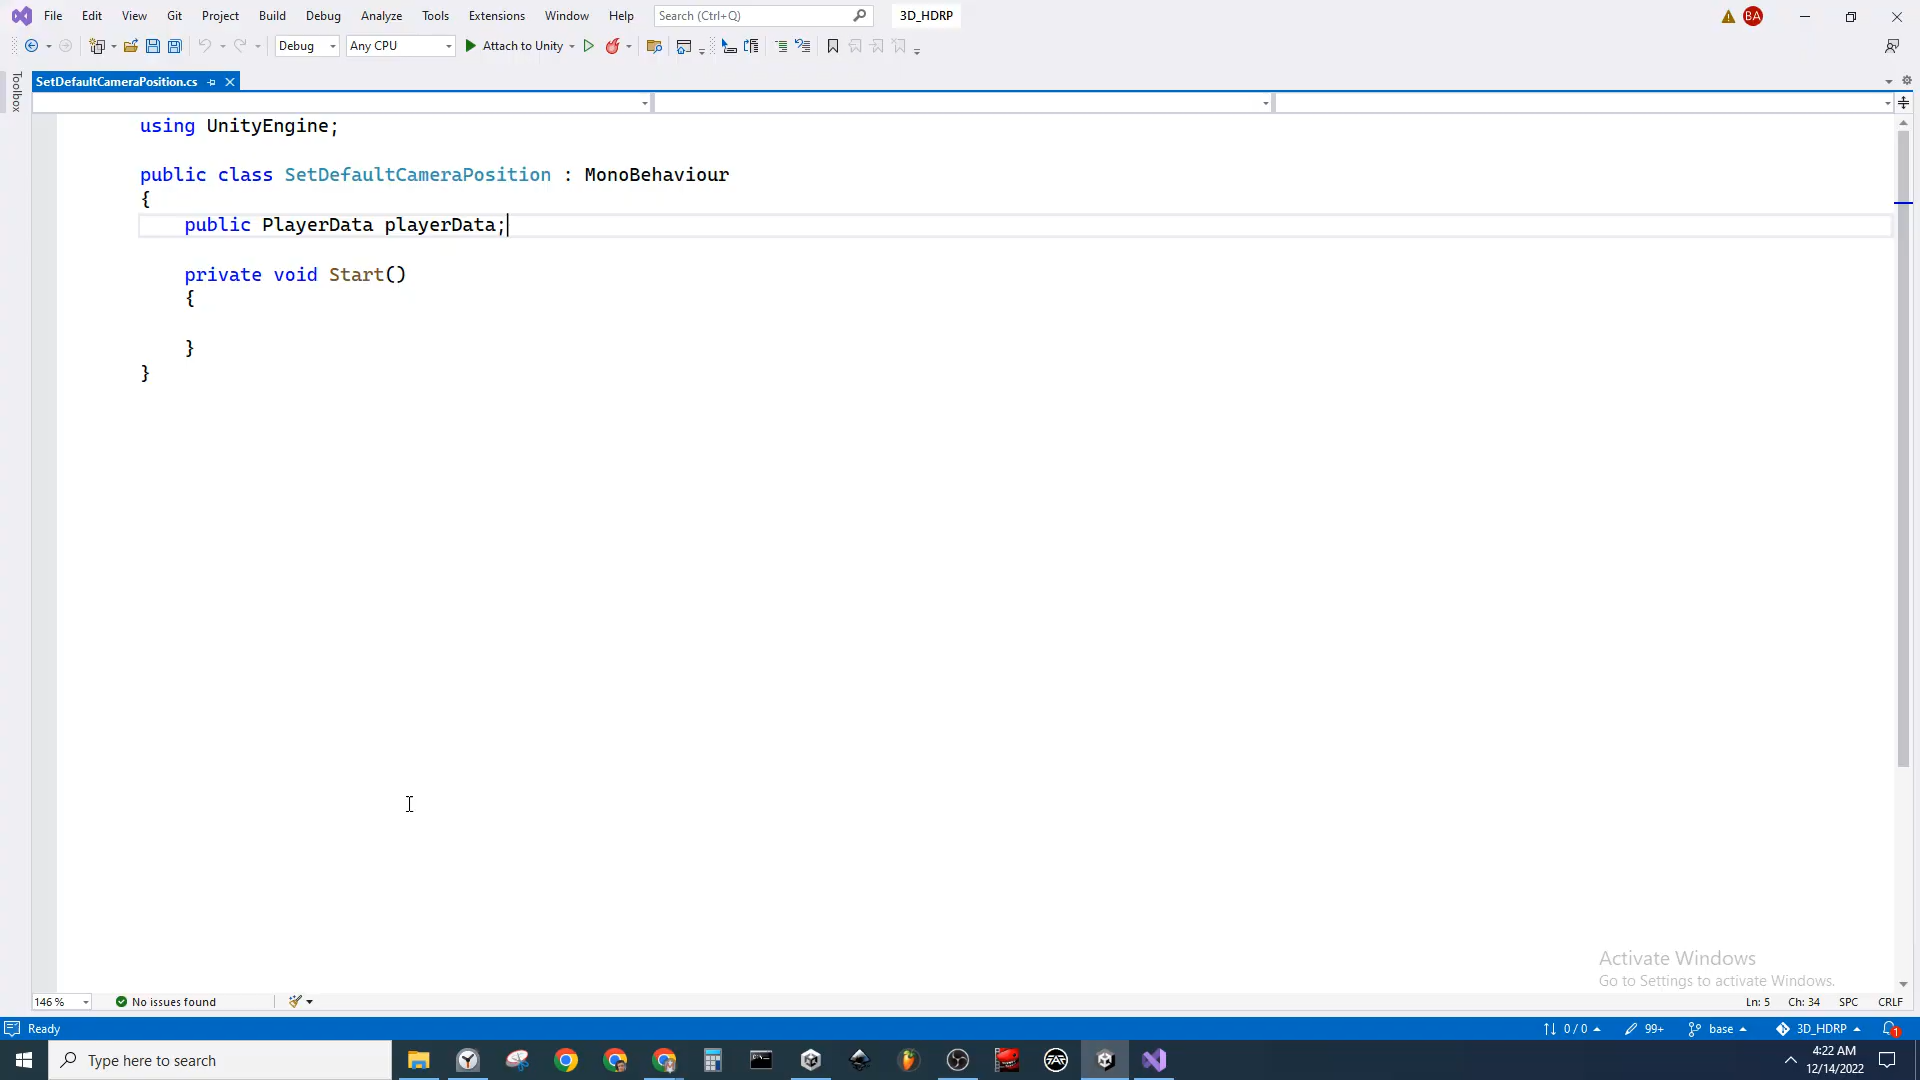 File Edit View Git Project Build Debug Analyze Tools Extensions Window Help Search (Ctrl+Q) 3D_HDRP BA
Debug Any CPU Attach to Unity
Toolbox
SetDefaultCameraPosition.cs
using UnityEngine;
public class SetDefaultCameraPosition : MonoBehaviour
{
public PlayerData playerData;
private void Start()
{
}
}
Activate Windows
Go to Settings to activate Windows.
146 % No issues found Ln: 5 Ch: 34 SPC CRLF
Ready 0 / 0 99+ base 3D_HDRP 1
Type here to search
4:22 AM
12/14/2022